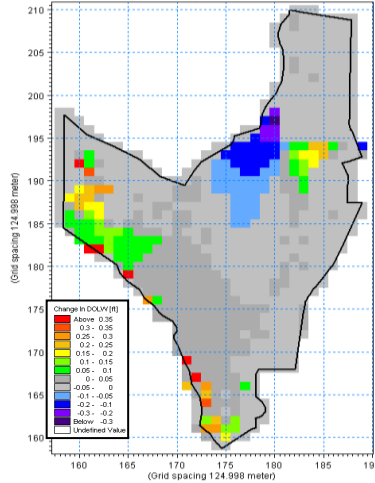 210
205
200
195
190
185
180
175
170
165
160
(Grid spacing 124.998 meter)
Change In DOLW [ft]
Above 0.35
0.3 - 0.35
0.25 - 0.3
0.2 - 0.25
0.15 - 0.2
0.1 - 0.15
0.05 - 0.1
0 - 0.05
-0.05 - 0
-0.1 - -0.05
-0.2 - -0.1
-0.3 - -0.2
Below -0.3
Undefined Value
160 165 170 175 180 185 190
(Grid spacing 124.998 meter)